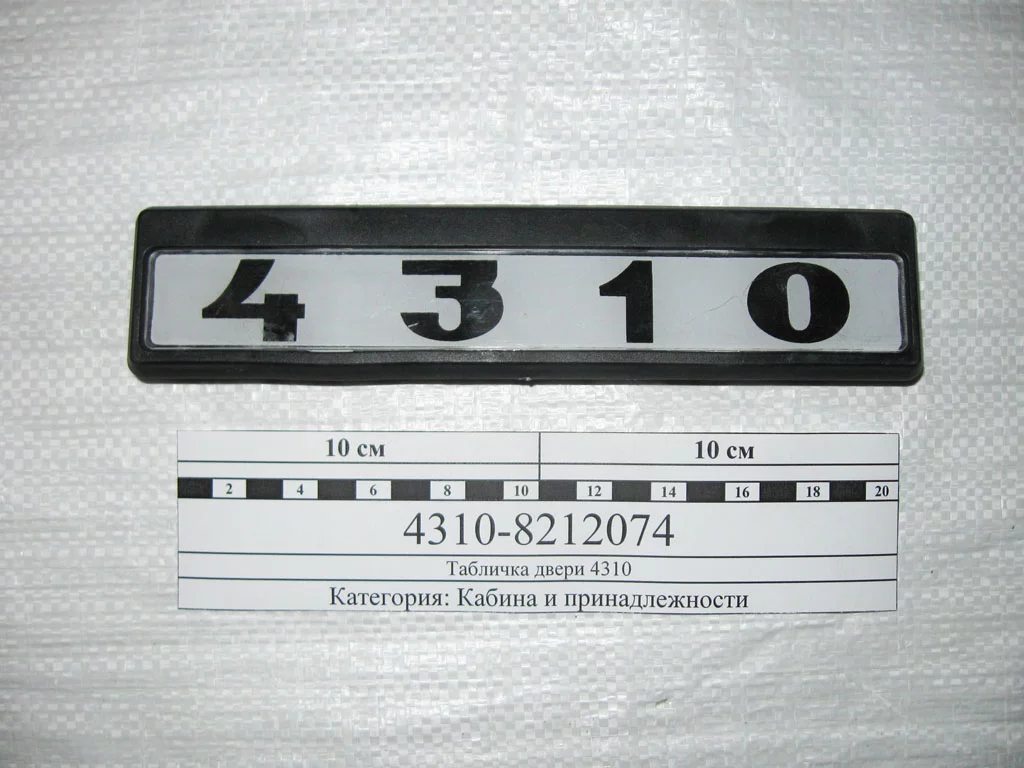 4310
10 см 10 см
2 4 6 8 10 12 14 16 18 20
4310-8212074
Табличка двери 4310
Категория: Кабина и принадлежности